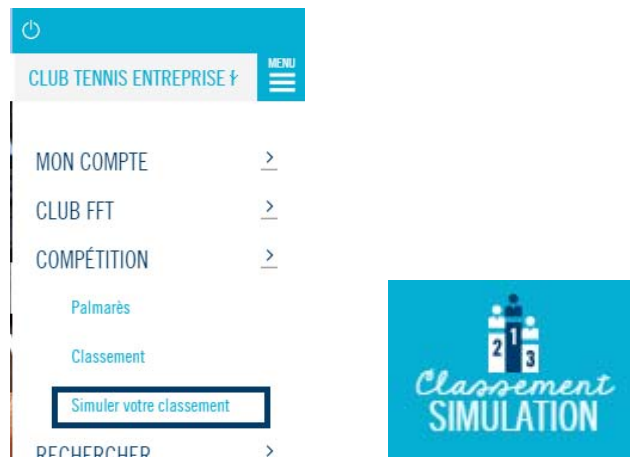 CLUB TENNIS ENTREPRISE
MENU
MON COMPTE
CLUB FFT
COMPÉTITION
Palmarès
Classement
Simuler votre classement
RECHERCHER
2 1 3
Classement
SIMULATION